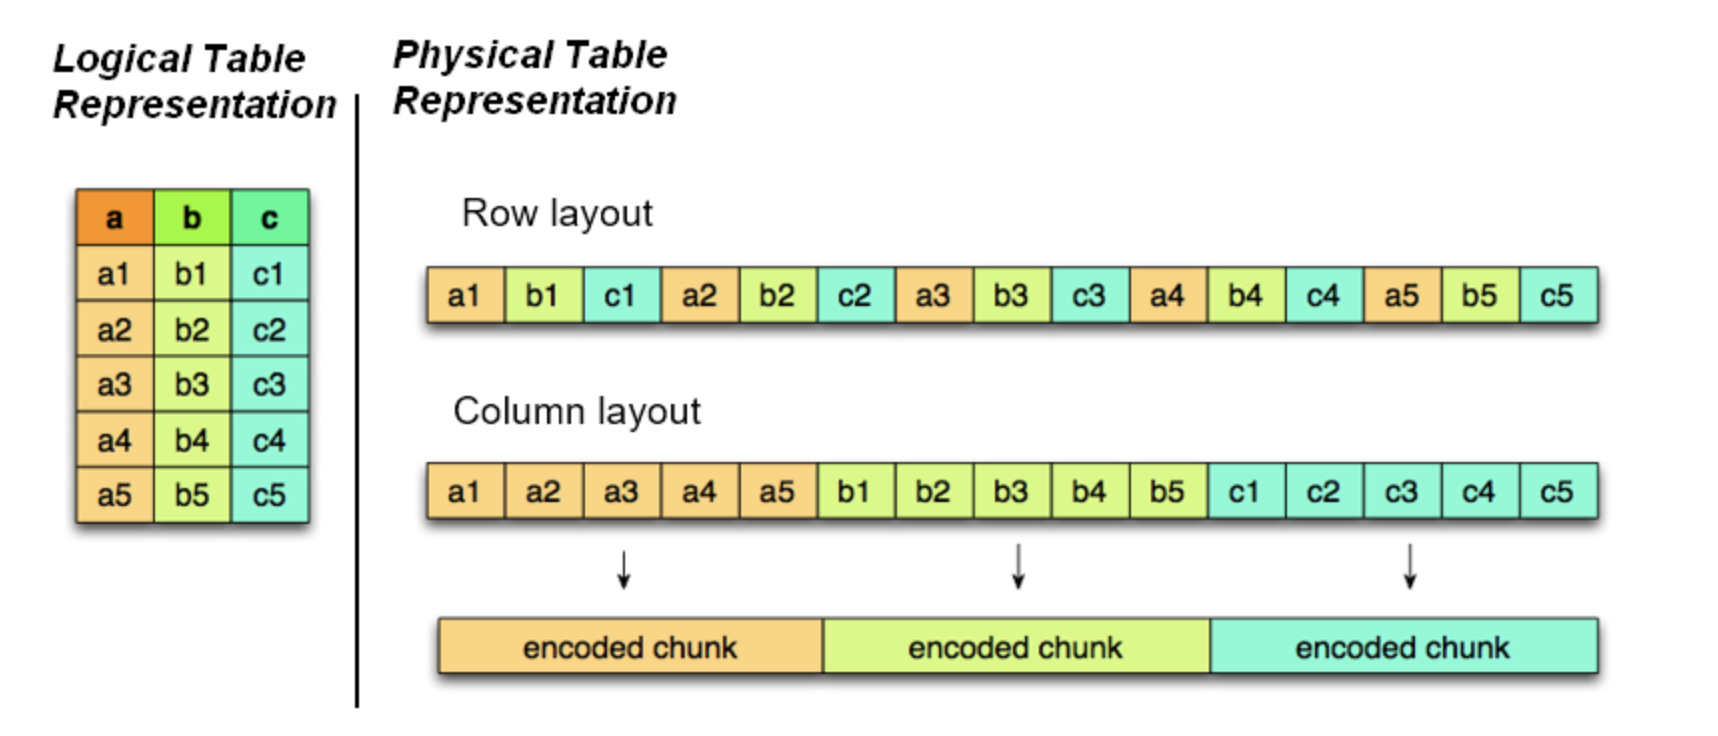 Logical Table
Representation
a b c
a1 b1 c1
a2 b2 c2
a3 b3 c3
a4 b4 c4
a5 b5 c5
Physical Table
Representation
Row layout
a1 b1 c1 a2 b2 c2 a3 b3 c3 a4 b4 c4 a5 b5 c5
Column layout
a1 a2 a3 a4 a5 b1 b2 b3 b4 b5 c1 c2 c3 c4 c5
encoded chunk encoded chunk encoded chunk